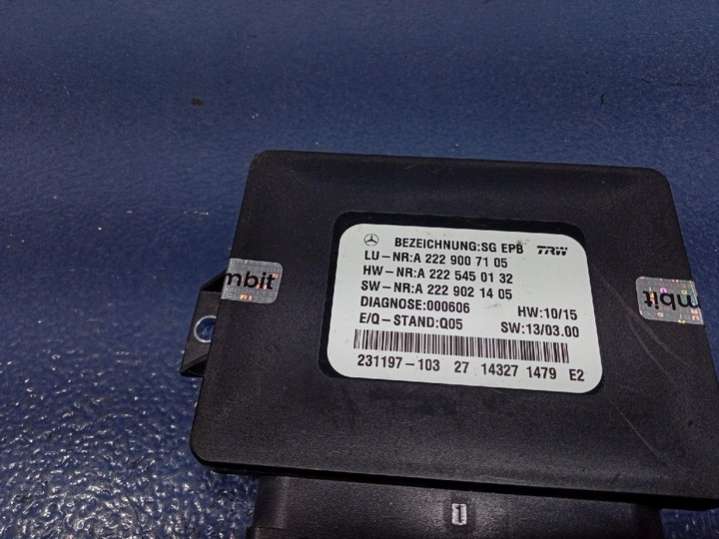 BEZEICHNUNG:SG EPB TRW
LU-NR:A 222 900 71 05
HW-NR:A 222 545 01 32
SW-NR:A 222 902 14 05
DIAGNOSE:000606 HW:10/15
E/Q-STAND:Q05 SW:13/03.00
231197-103 27 14327 1479 E2
mbit
mbit
1